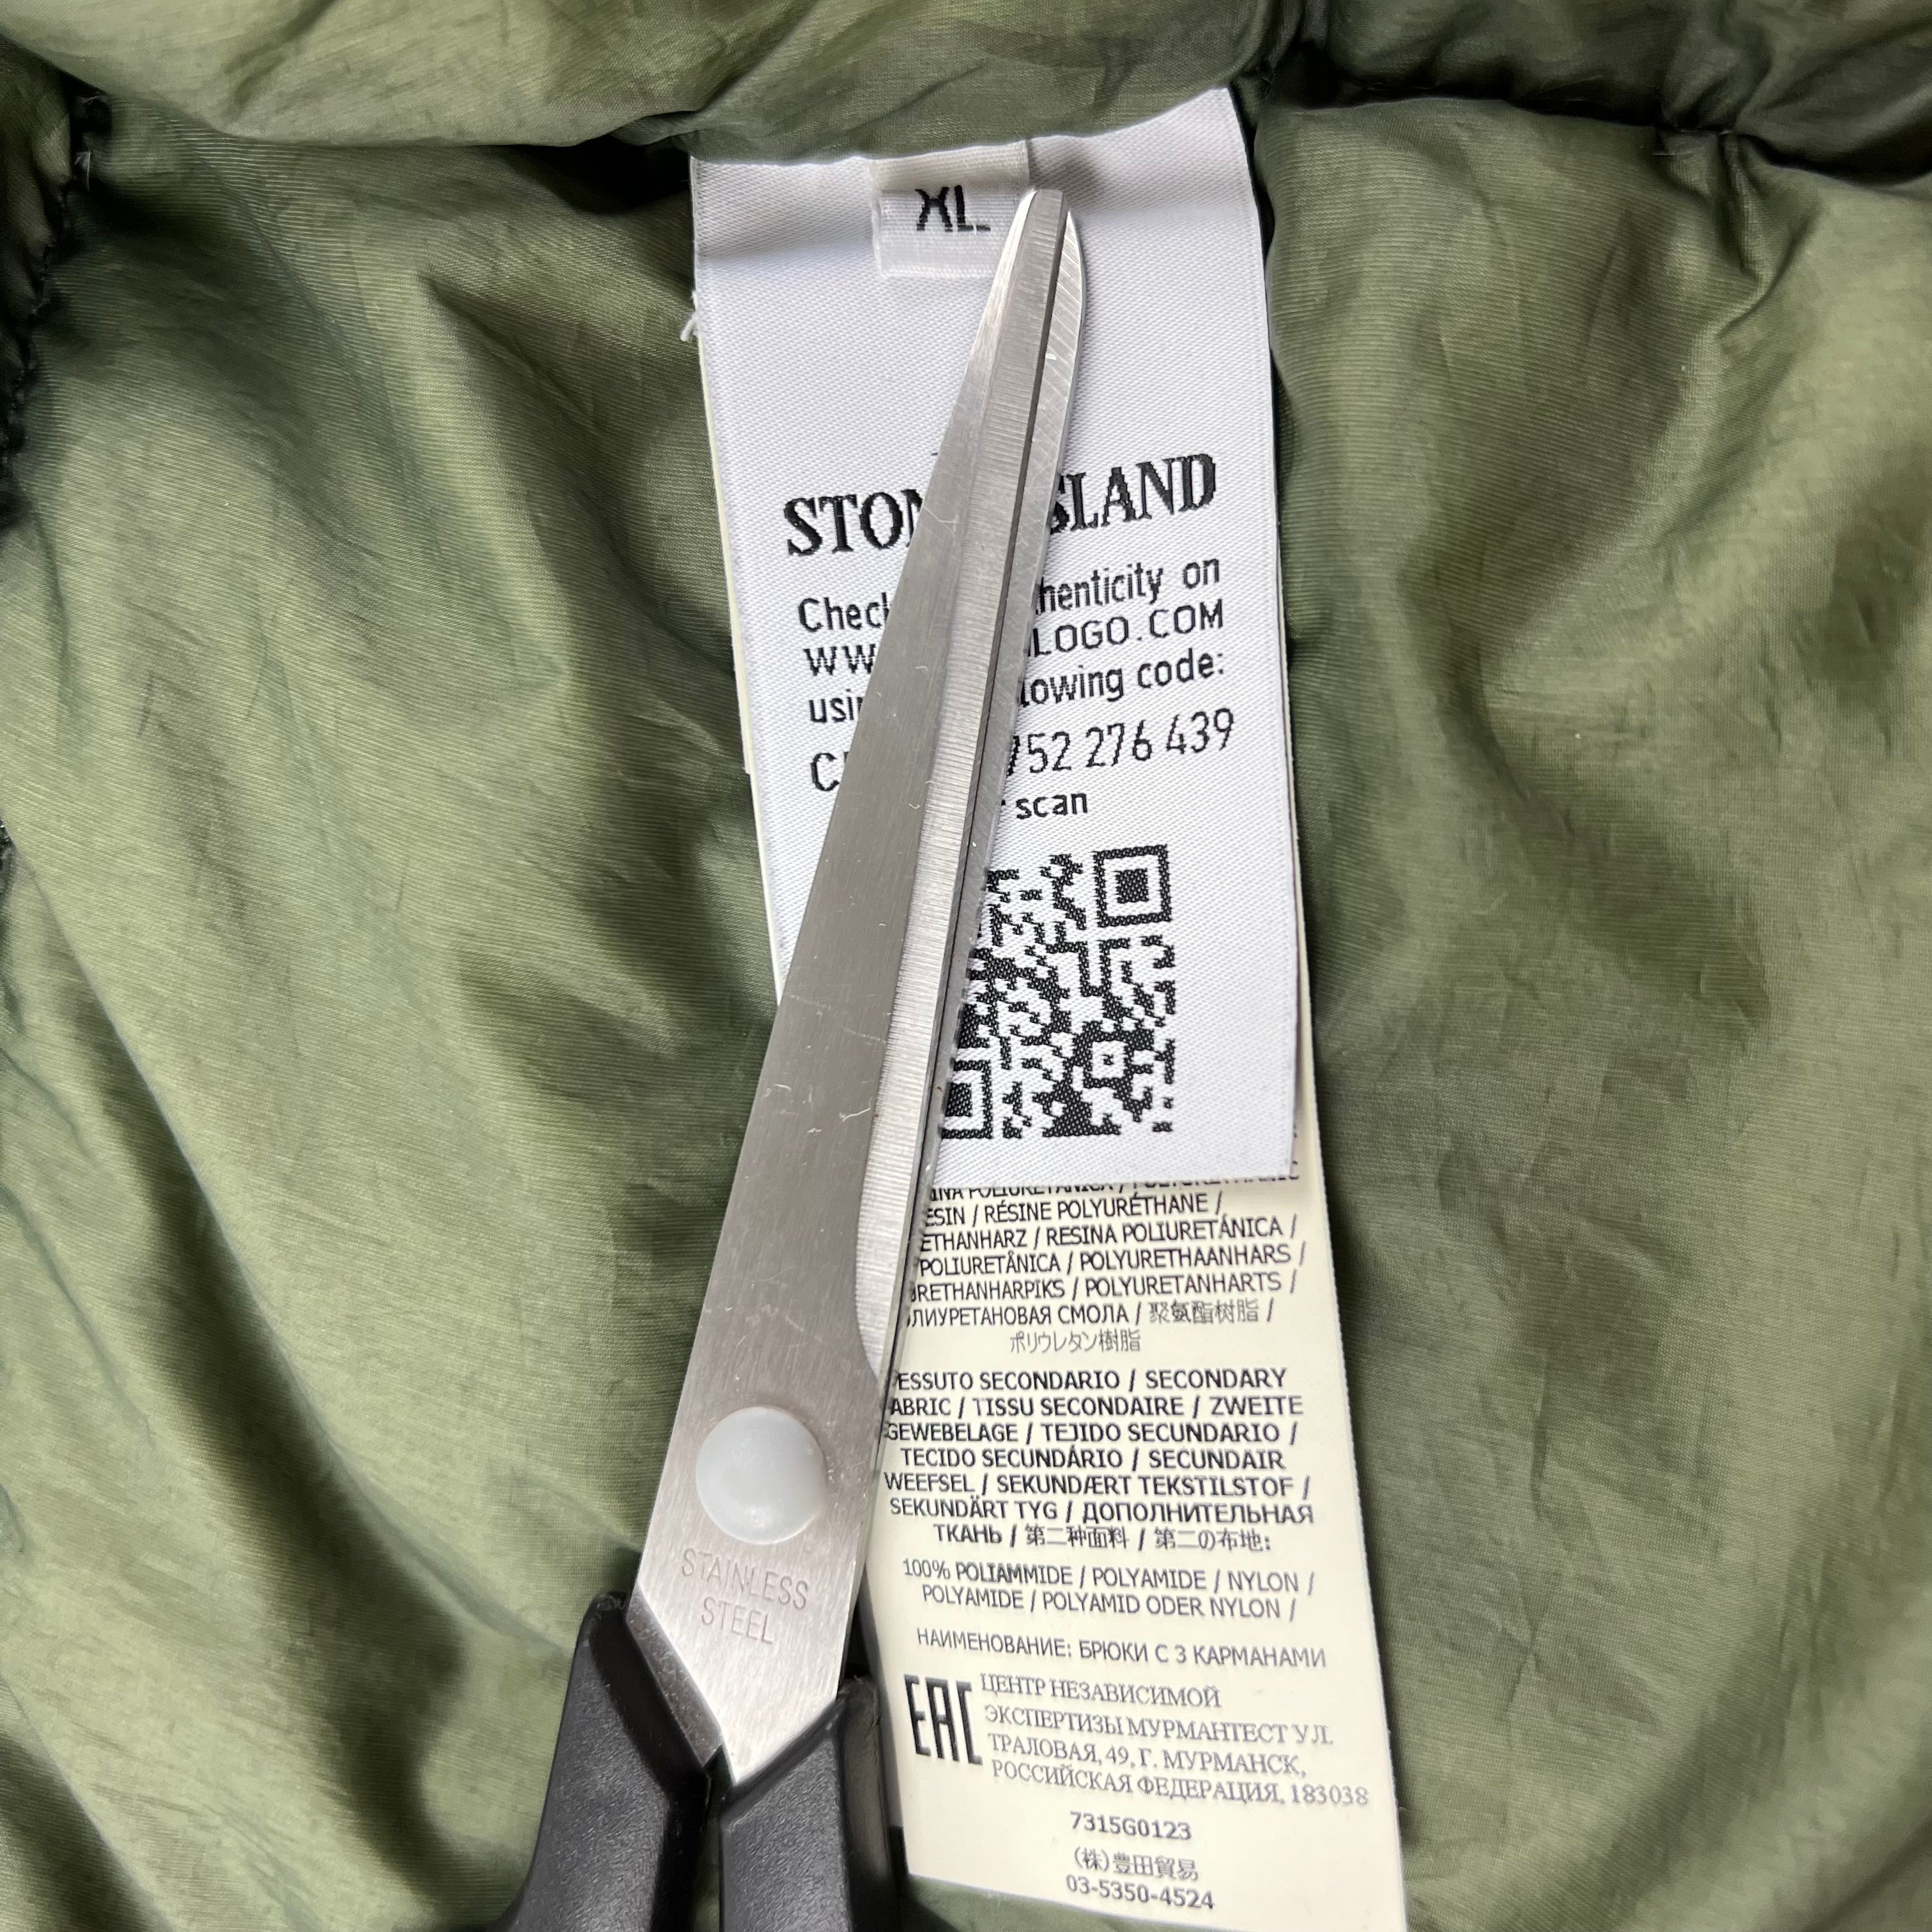 XL
STON SLAND
Check henticity on
WW LOGO.COM
usin lowing code:
C 752 276 439
scan
ESIN / RÉSINE POLYURÉTHANE /
ETHANHARZ / RESINA POLIURETÁNICA /
POLIURETÂNICA / POLYURETHAANHARS /
URETHANHARPIKS / POLYURETANHARTS /
ЛИУРЕТАНОВАЯ СМОЛА / 聚氨酯树脂 /
ポリウレタン樹脂
ESSUTO SECONDARIO / SECONDARY
ABRIC / TISSU SECONDAIRE / ZWEITE
GEWEBELAGE / TEJIDO SECUNDARIO /
TECIDO SECUNDÁRIO / SECUNDAIR
WEEFSEL / SEKUNDÆRT TEKSTILSTOF /
SEKUNDÄRT TYG / ДОПОЛНИТЕЛЬНАЯ
ТКАНЬ / 第二种面料 / 第二の布地:
100% POLIAMMIDE / POLYAMIDE / NYLON /
POLYAMIDE / POLYAMID ODER NYLON /
НАИМЕНОВАНИЕ: БРЮКИ С 3 КАРМАНАМИ
EAC
ЦЕНТР НЕЗАВИСИМОЙ
ЭКСПЕРТИЗЫ МУРМАНТЕСТ УЛ.
ТРАЛОВАЯ, 49, Г. МУРМАНСК,
РОССИЙСКАЯ ФЕДЕРАЦИЯ, 183038
7315G0123
(株)豊田貿易
03-5350-4524
STAINLESS
STEEL